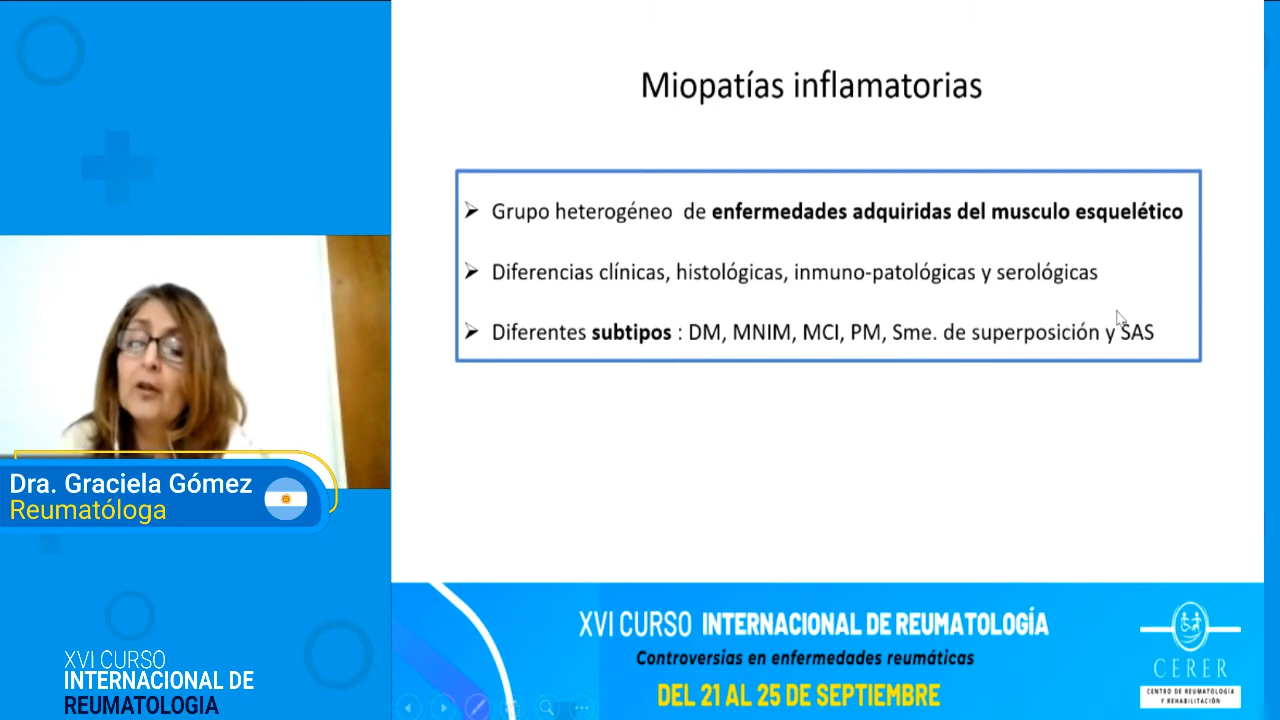 Miopatías inflamatorias
Grupo heterogéneo de enfermedades adquiridas del musculo esquelético
Diferencias clínicas, histológicas, inmuno-patológicas y serológicas
Diferentes subtipos : DM, MNIM, MCI, PM, Sme. de superposición y SAS
Dra. Graciela Gómez
Reumatóloga
XVI CURSO
INTERNACIONAL DE
REUMATOLOGIA
XVI CURSO INTERNACIONAL DE REUMATOLOGÍA
Controversias en enfermedades reumáticas
DEL 21 AL 25 DE SEPTIEMBRE
CERER
CENTRO DE REUMATOLOGÍA
Y REHABILITACIÓN